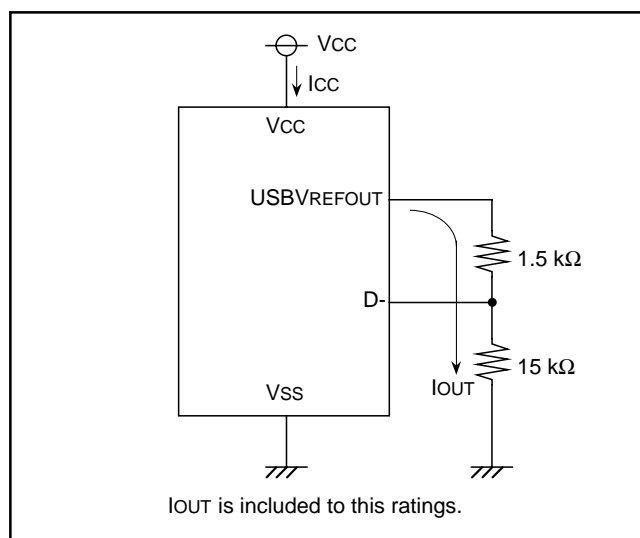 VCC
ICC
VCC
USBVREFOUT
1.5 kΩ
D-
15 kΩ
IOUT
VSS
IOUT is included to this ratings.